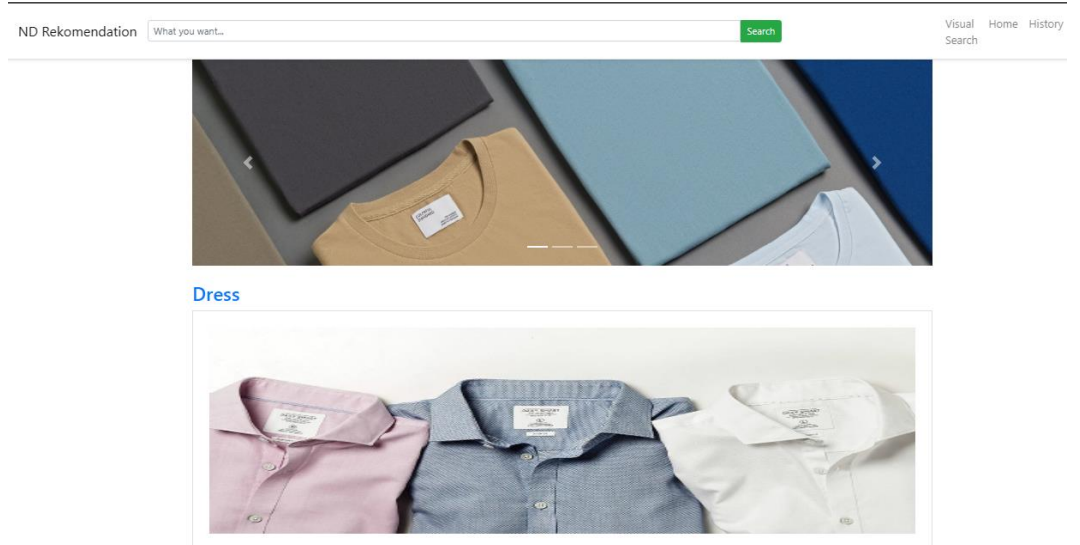 ND Rekomendation
What you want...
Search
Visual Search
Home
History
Dress